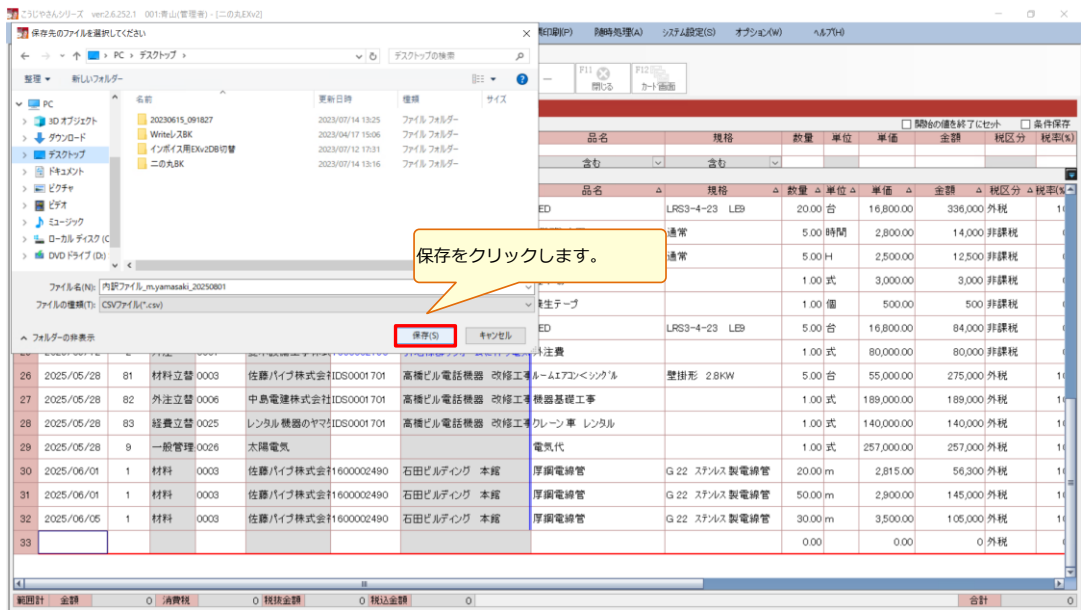 こうじやさんシリーズ ver.2.6.252.1 001:青山(管理者) - [二の丸EXv2]
保存先のファイルを選択してください
票印刷(P) 随時処理(A) システム設定(S) オプション(W) ヘルプ(H)
PC > デスクトップ >
デスクトップの検索
整理 新しいフォルダー
F11 閉じる
F12 カード画面
PC
3D オブジェクト
ダウンロード
デスクトップ
ドキュメント
ピクチャ
ビデオ
ミュージック
ローカル ディスク (C
DVD ドライブ (D:)
名前 更新日時 種類 サイズ
20230615_091827 2023/07/14 13:25 ファイル フォルダー
WriteレスBK 2023/04/17 15:06 ファイル フォルダー
インボイス用EXv2DB切替 2023/07/12 17:31 ファイル フォルダー
二の丸BK 2023/07/14 13:16 ファイル フォルダー
ファイル名(N): 内訳ファイル_m.yamasaki_20250801
ファイルの種類(T): CSVファイル(*.csv)
フォルダーの非表示
保存(S) キャンセル
保存をクリックします。
開始の値を終了にセット 条件保存
品名 規格 数量 単位 単価 金額 税区分 税率(%)
含む 含む
品名 規格 数量 単位 単価 金額 税区分 税率(%
ED LRS3-4-23 LE9 20.00 台 16,800.00 336,000 外税 1
通常 5.00 時間 2,800.00 14,000 非課税
通常 5.00 H 2,500.00 12,500 非課税
1.00 式 3,000.00 3,000 非課税
生テープ 1.00 個 500.00 500 非課税
ED LRS3-4-23 LE9 5.00 台 16,800.00 84,000 非課税
外注費 1.00 式 80,000.00 80,000 非課税
26 2025/05/28 81 材料立替 0003 佐藤パイプ株式会 IDS0001701 高橋ビル電話機器 改修工事 ルームエアコン<シングル 壁掛形 2.8KW 5.00 台 55,000.00 275,000 外税 1
27 2025/05/28 82 外注立替 0006 中島電建株式会社 IDS0001701 高橋ビル電話機器 改修工事 機器基礎工事 1.00 式 189,000.00 189,000 外税 1
28 2025/05/28 83 経費立替 0025 レンタル機器のヤマダ IDS0001701 高橋ビル電話機器 改修工事 クレーン車 レンタル 1.00 式 140,000.00 140,000 外税 1
29 2025/05/28 9 一般管理 0026 太陽電気 電気代 1.00 式 257,000.00 257,000 外税 1
30 2025/06/01 1 材料 0003 佐藤パイプ株式会 1600002490 石田ビルディング 本館 厚鋼電線管 G 22 ステンレス製電線管 20.00 m 2,815.00 56,300 外税 1
31 2025/06/01 1 材料 0003 佐藤パイプ株式会 1600002490 石田ビルディング 本館 厚鋼電線管 G 22 ステンレス製電線管 50.00 m 2,900.00 145,000 外税 1
32 2025/06/05 1 材料 0003 佐藤パイプ株式会 1600002490 石田ビルディング 本館 厚鋼電線管 G 22 ステンレス製電線管 30.00 m 3,500.00 105,000 外税 1
33 0.00 0.00 0 外税
範囲計 金額 0 消費税 0 税抜金額 0 税込金額 0 合計 0